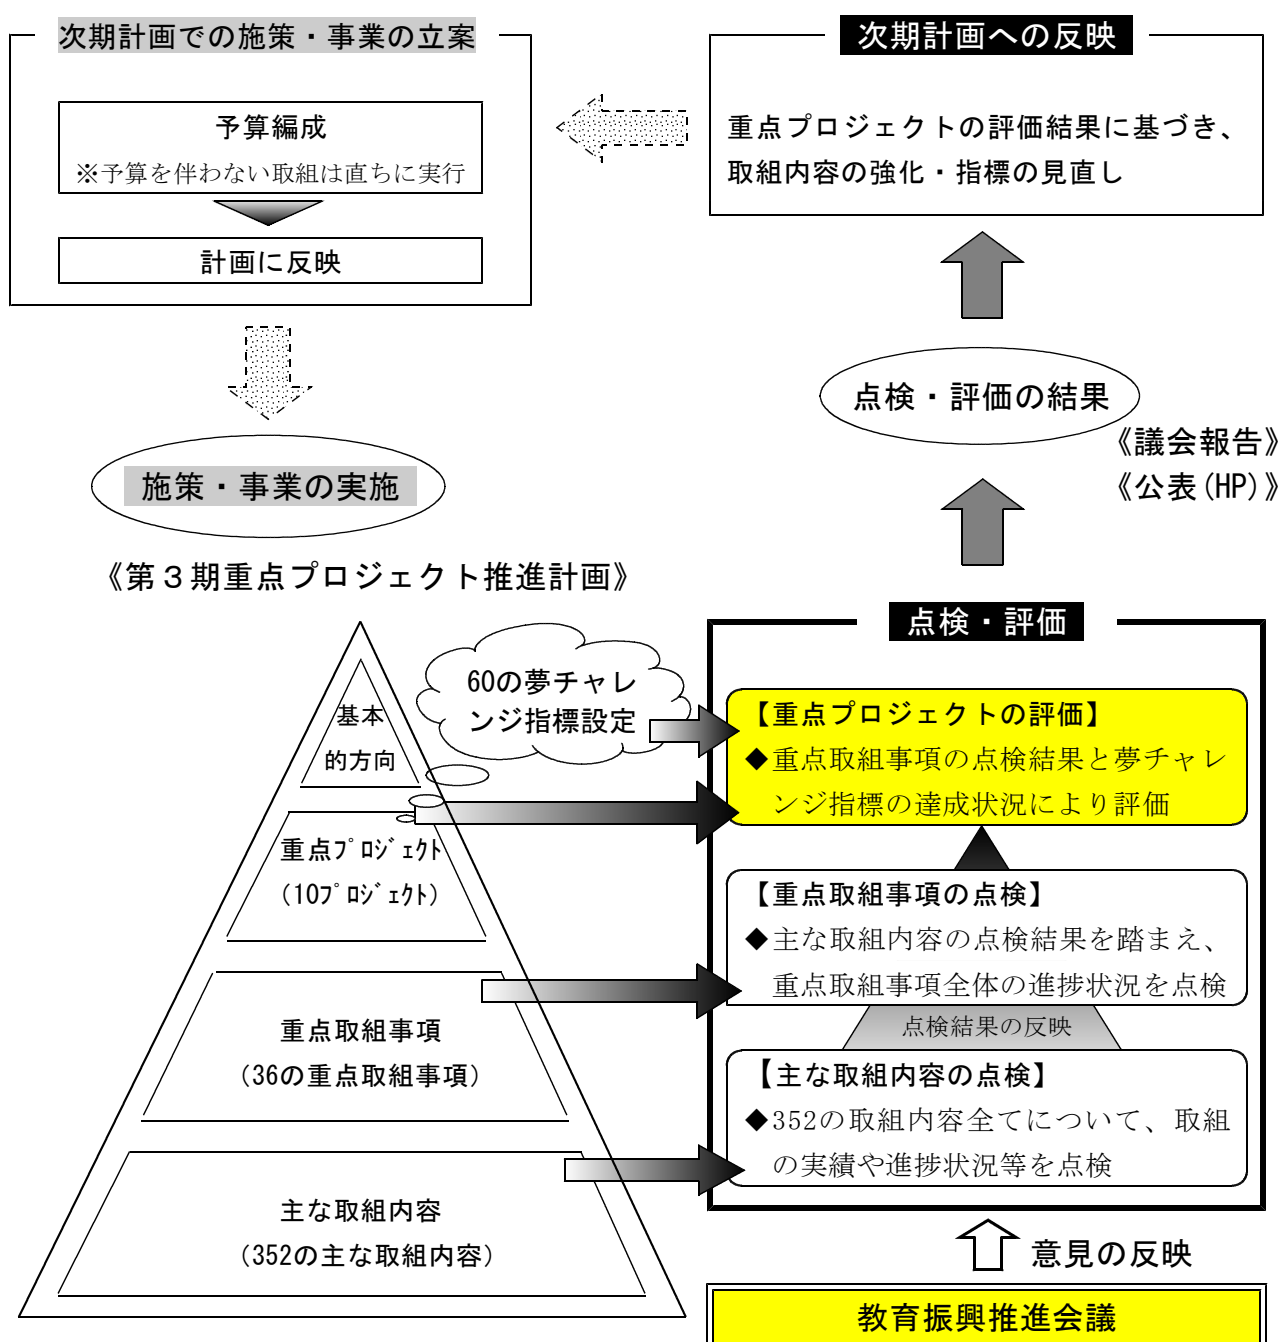 次期計画での施策・事業の立案
予算編成
※予算を伴わない取組は直ちに実行
計画に反映
次期計画への反映
重点プロジェクトの評価結果に基づき、
取組内容の強化・指標の見直し
点検・評価の結果
《議会報告》
《公表(HP)》
施策・事業の実施
《第3期重点プロジェクト推進計画》
60の夢チャレ
ンジ指標設定
基本
的方向
重点プロジェクト
(10プロジェクト)
重点取組事項
(36の重点取組事項)
主な取組内容
(352の主な取組内容)
点検・評価
【重点プロジェクトの評価】
◆重点取組事項の点検結果と夢チャレ
ンジ指標の達成状況により評価
【重点取組事項の点検】
◆主な取組内容の点検結果を踏まえ、
重点取組事項全体の進捗状況を点検
点検結果の反映
【主な取組内容の点検】
◆352の取組内容全てについて、取組
の実績や進捗状況等を点検
意見の反映
教育振興推進会議